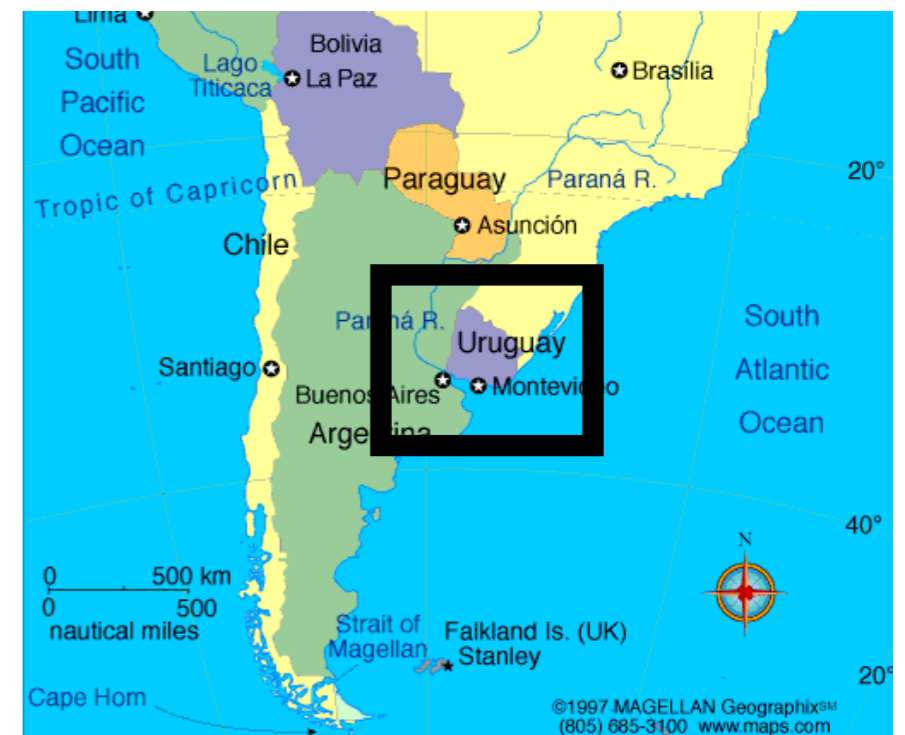 Lima
South
Pacific
Ocean
Bolivia
Lago
Titicaca
La Paz
Brasília
20°
Tropic of Capricorn
Paraguay
Paraná R.
Asunción
Chile
Paraná R.
Uruguay
South
Atlantic
Ocean
Santiago
Buenos Aires
Montevideo
Argentina
40°
N
0 500 km
0 500
nautical miles
Strait of
Magellan
Falkland Is. (UK)
Stanley
20°
Cape Horn
©1997 MAGELLAN Geographix℠
(805) 685-3100 www.maps.com